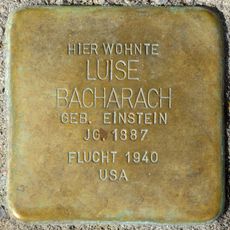 HIER WOHNTE
LUISE
BACHARACH
GEB. EINSTEIN
JG. 1887
FLUCHT 1940
USA